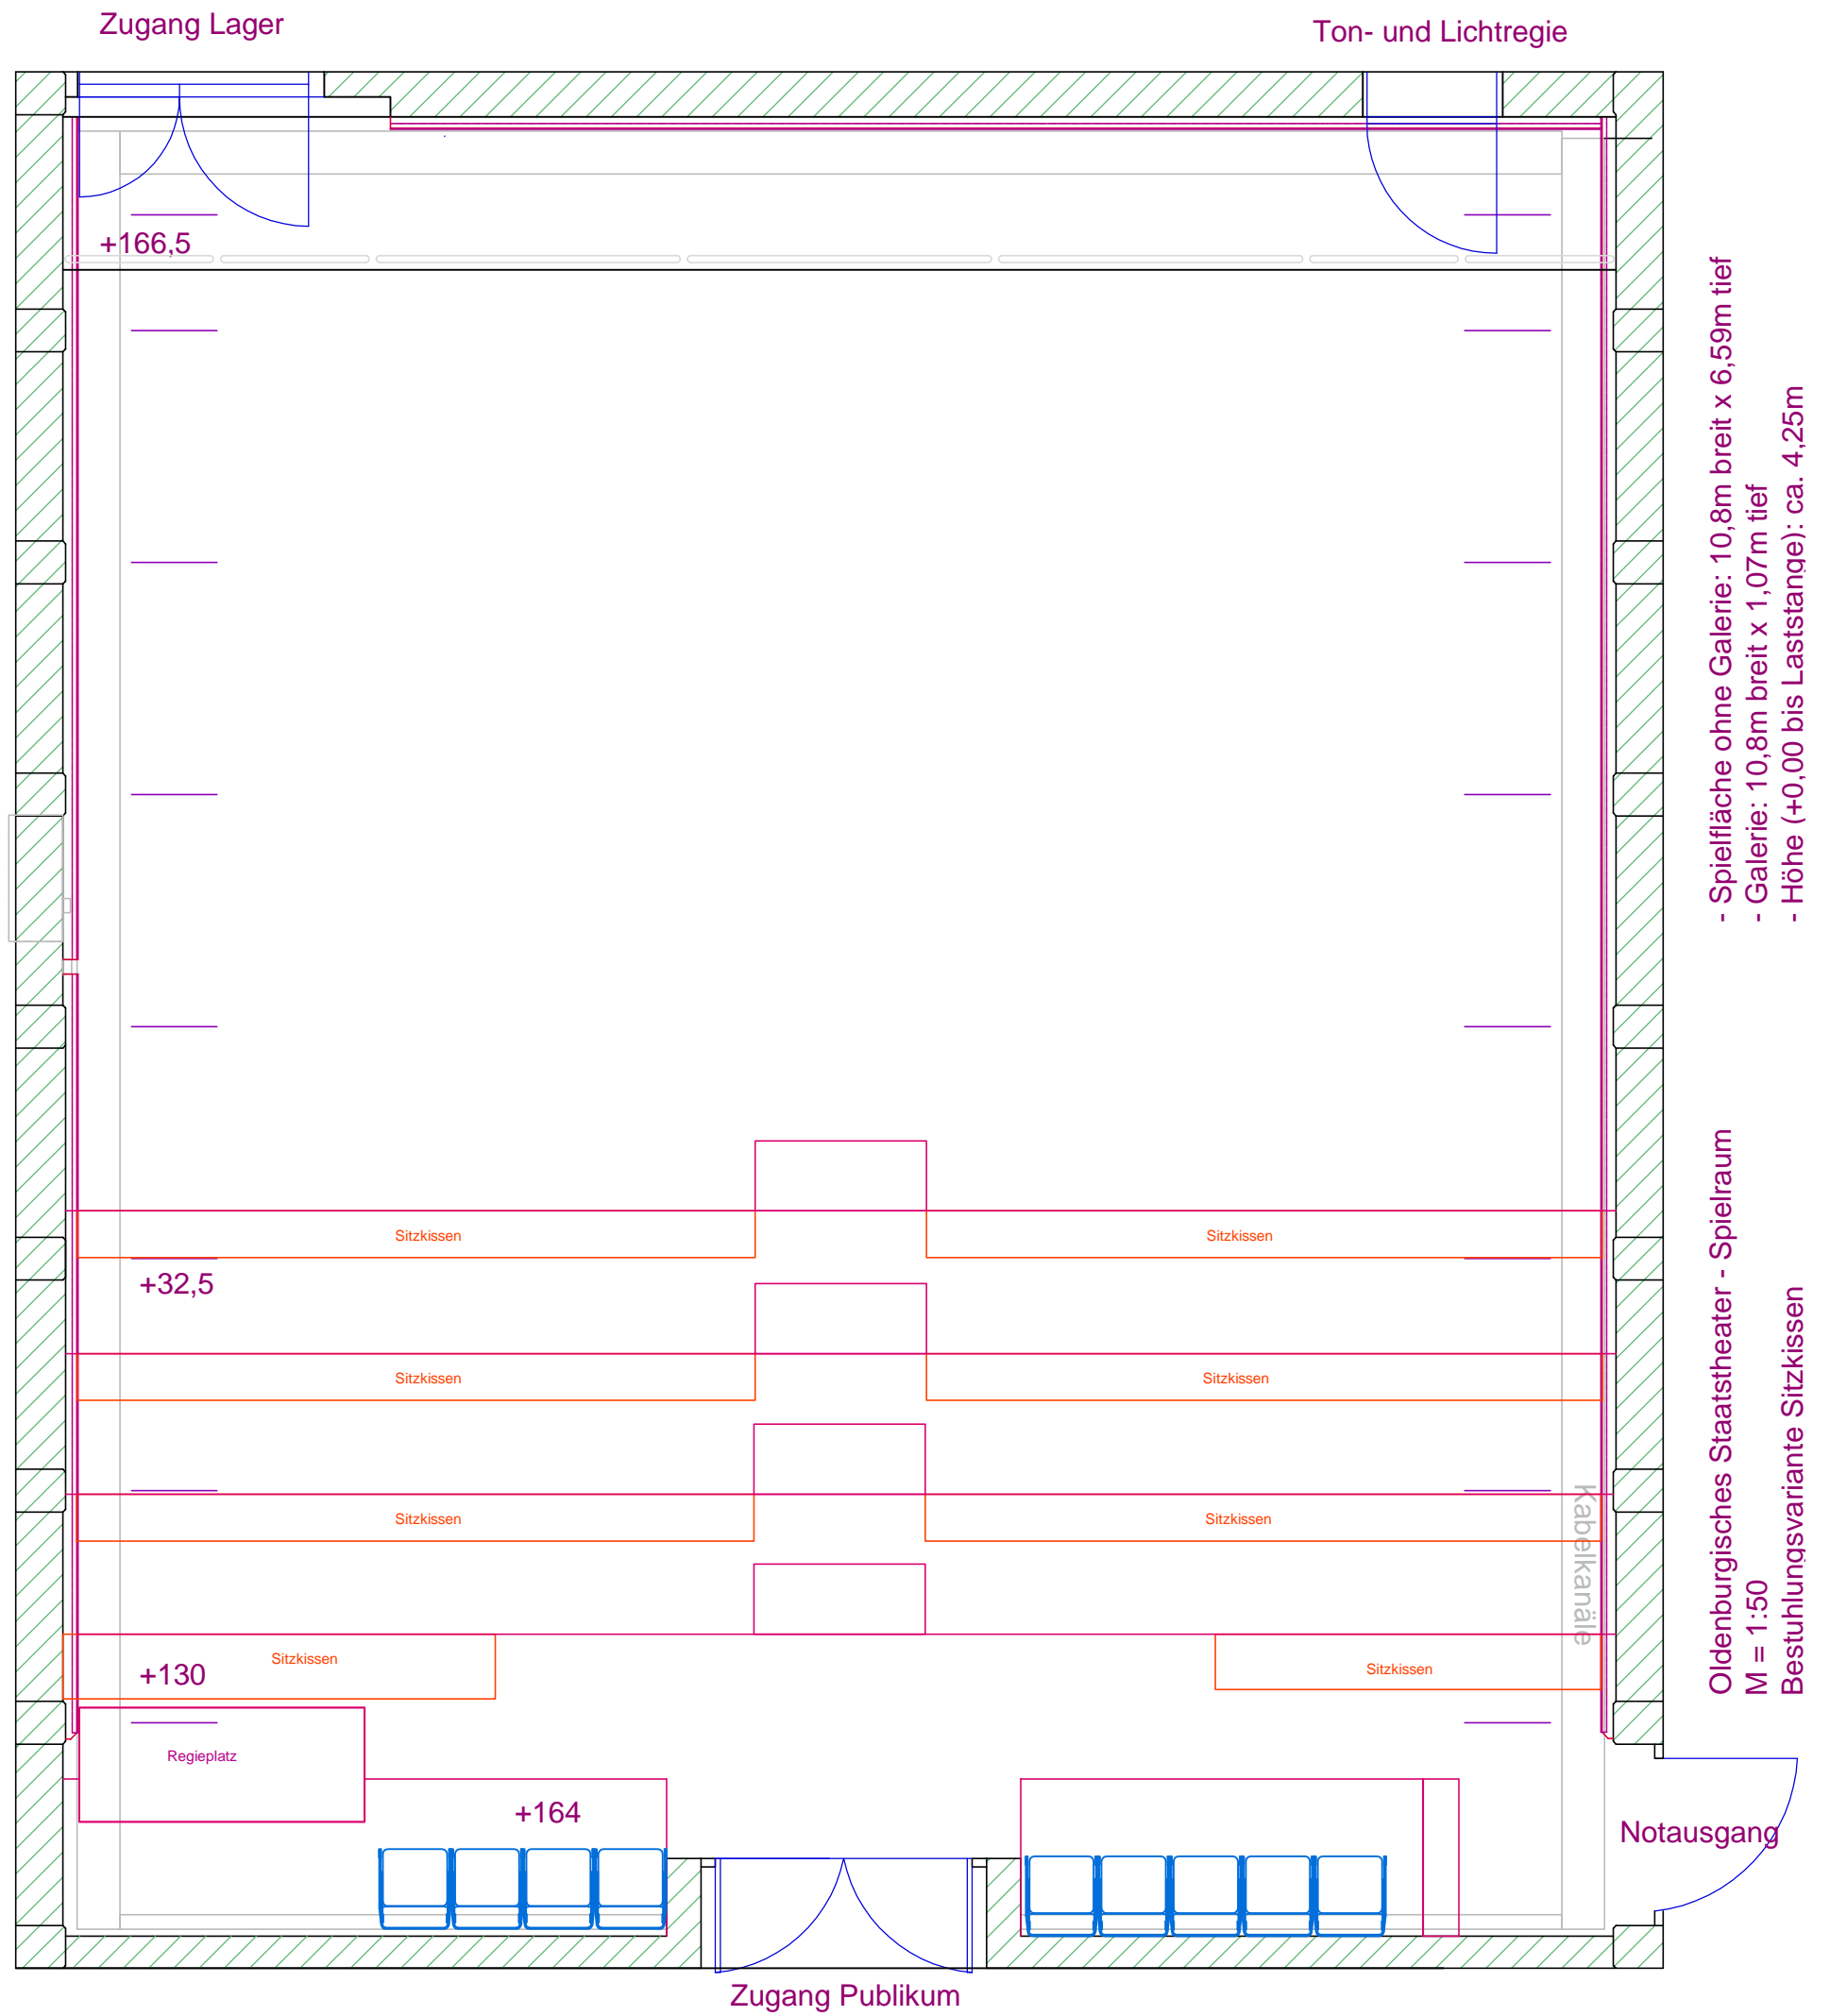 Zugang Lager
Ton- und Lichtregie
+166,5
- Spielfläche ohne Galerie: 10,8m breit x 6,59m tief
- Galerie: 10,8m breit x 1,07m tief
- Höhe (+0,00 bis Laststange): ca. 4,25m
Sitzkissen
Sitzkissen
+32,5
Sitzkissen
Sitzkissen
Sitzkissen
Sitzkissen
Kabelkanäle
Sitzkissen
Sitzkissen
+130
Oldenburgisches Staatstheater - Spielraum
M = 1:50
Bestuhlungsvariante Sitzkissen
Regieplatz
+164
Notausgang
Zugang Publikum